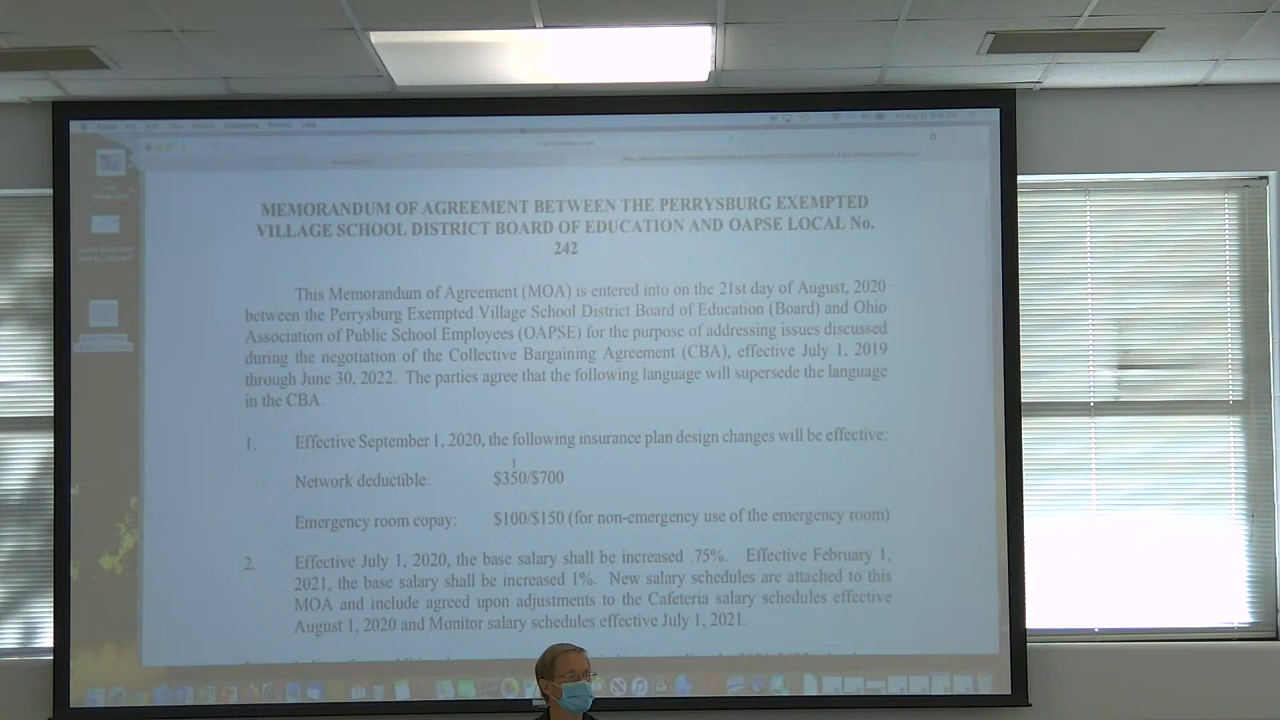 MEMORANDUM OF AGREEMENT BETWEEN THE PERRYSBURG EXEMPTED
VILLAGE SCHOOL DISTRICT BOARD OF EDUCATION AND OAPSE LOCAL No.
242
This Memorandum of Agreement (MOA) is entered into on the 21st day of August, 2020
between the Perrysburg Exempted Village School District Board of Education (Board) and Ohio
Association of Public School Employees (OAPSE) for the purpose of addressing issues discussed
during the negotiation of the Collective Bargaining Agreement (CBA), effective July 1, 2019
through June 30, 2022. The parties agree that the following language will supersede the language
in the CBA.
1. Effective September 1, 2020, the following insurance plan design changes will be effective:
Network deductible: $350/$700
Emergency room copay: $100/$150 (for non-emergency use of the emergency room)
2. Effective July 1, 2020, the base salary shall be increased .75%. Effective February 1,
2021, the base salary shall be increased 1%. New salary schedules are attached to this
MOA and include agreed upon adjustments to the Cafeteria salary schedules effective
August 1, 2020 and Monitor salary schedules effective July 1, 2021.